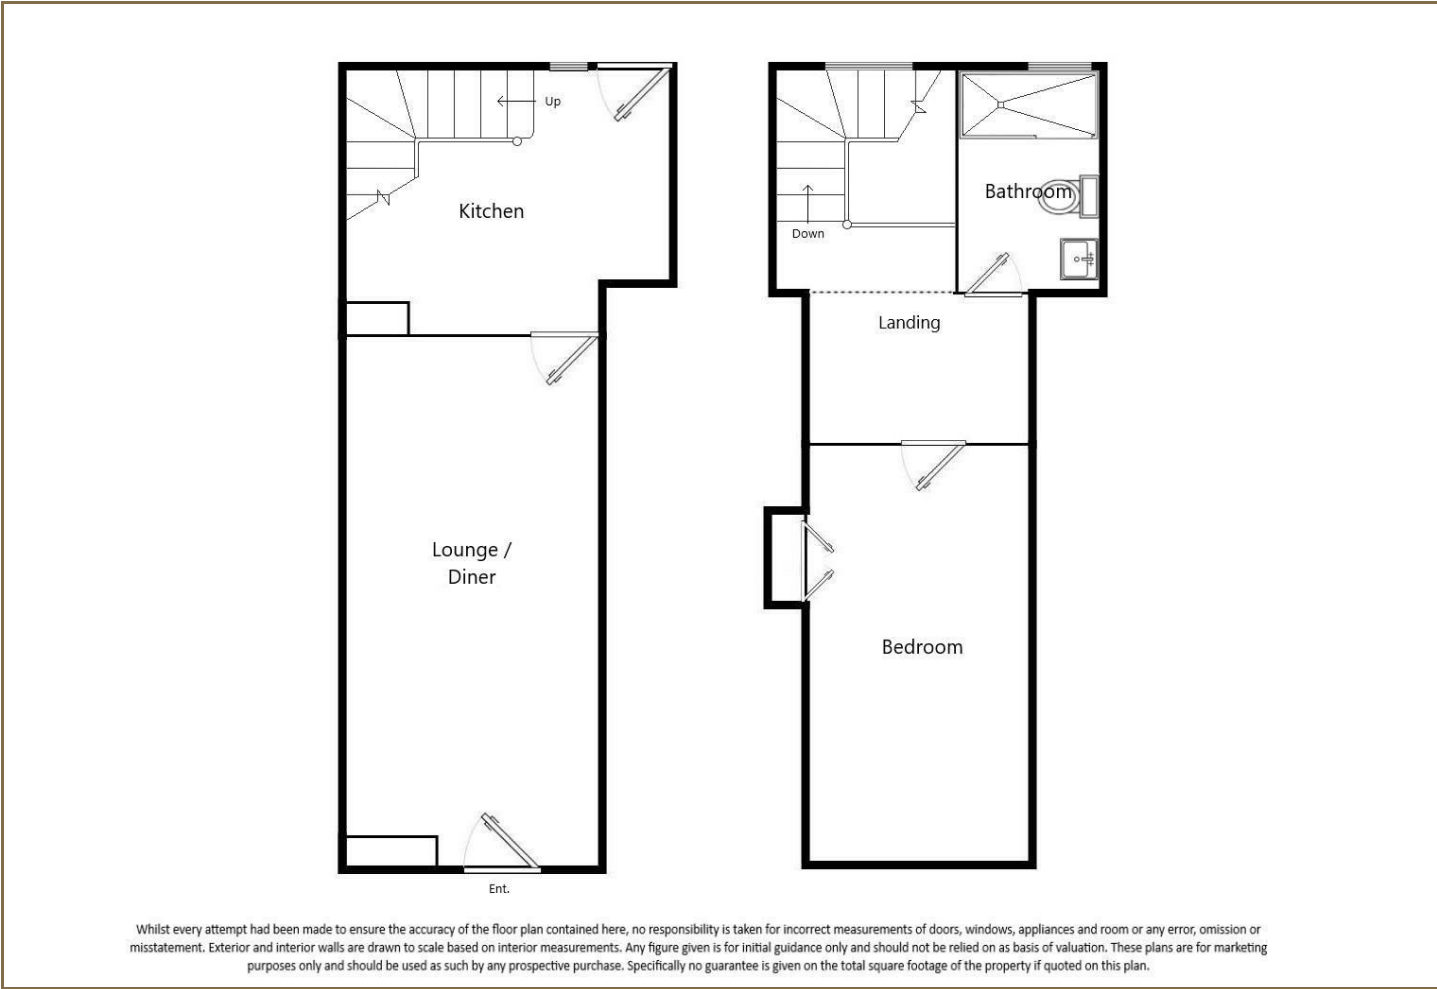 Up
Kitchen
Lounge /
Diner
Ent.
Bathroom
Down
Landing
Bedroom
Whilst every attempt had been made to ensure the accuracy of the floor plan contained here, no responsibility is taken for incorrect measurements of doors, windows, appliances and room or any error, omission or
misstatement. Exterior and interior walls are drawn to scale based on interior measurements. Any figure given is for initial guidance only and should not be relied on as basis of valuation. These plans are for marketing
purposes only and should be used as such by any prospective purchase. Specifically no guarantee is given on the total square footage of the property if quoted on this plan.